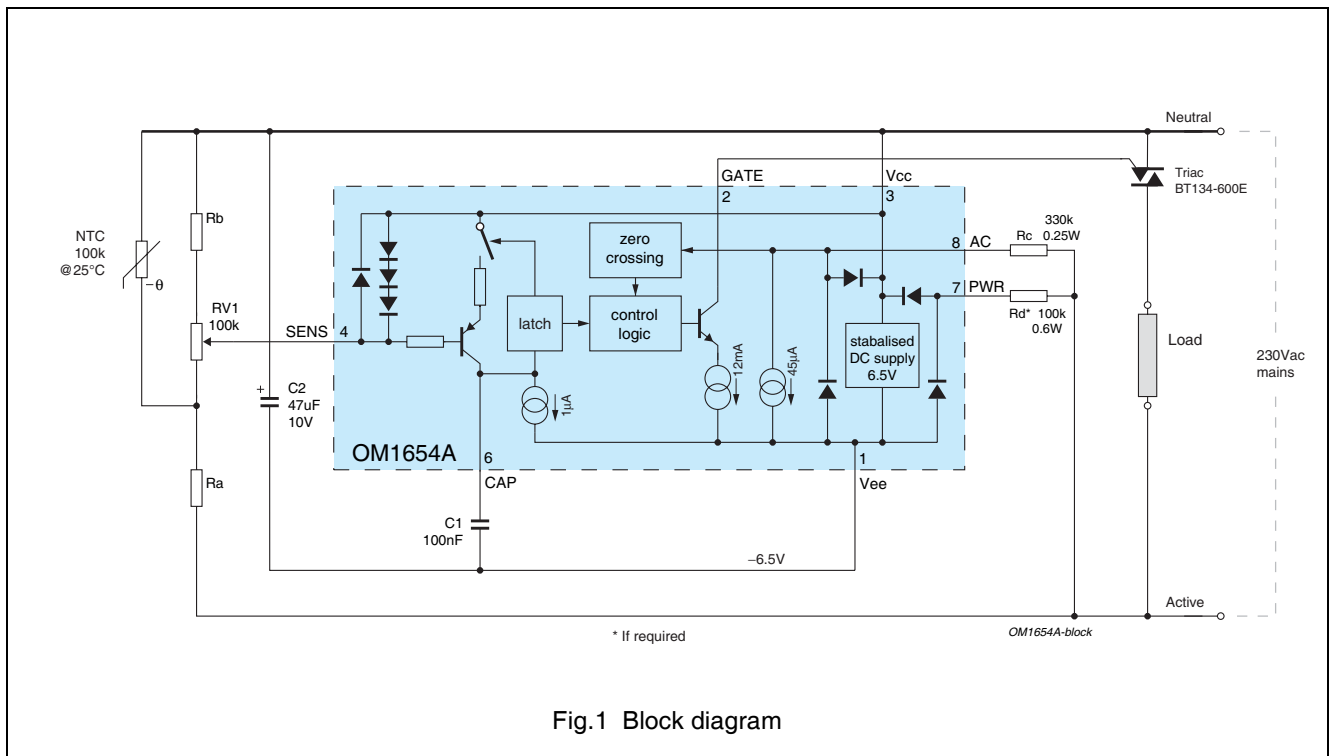 Neutral
GATE
Vcc
2
3
Triac
BT134-600E
Rb
NTC
100k
@25°C
−θ
RV1
100k
SENS
4
zero
crossing
latch
control
logic
12mA
45µA
1µA
8
AC
Rc
330k
0.25W
7
PWR
Rd* 100k
0.6W
stabalised
DC supply
6.5V
Load
230Vac
mains
+
C2
47uF
10V
OM1654A
6
CAP
1
Vee
Ra
C1
100nF
−6.5V
Active
* If required
OM1654A-block
Fig.1 Block diagram